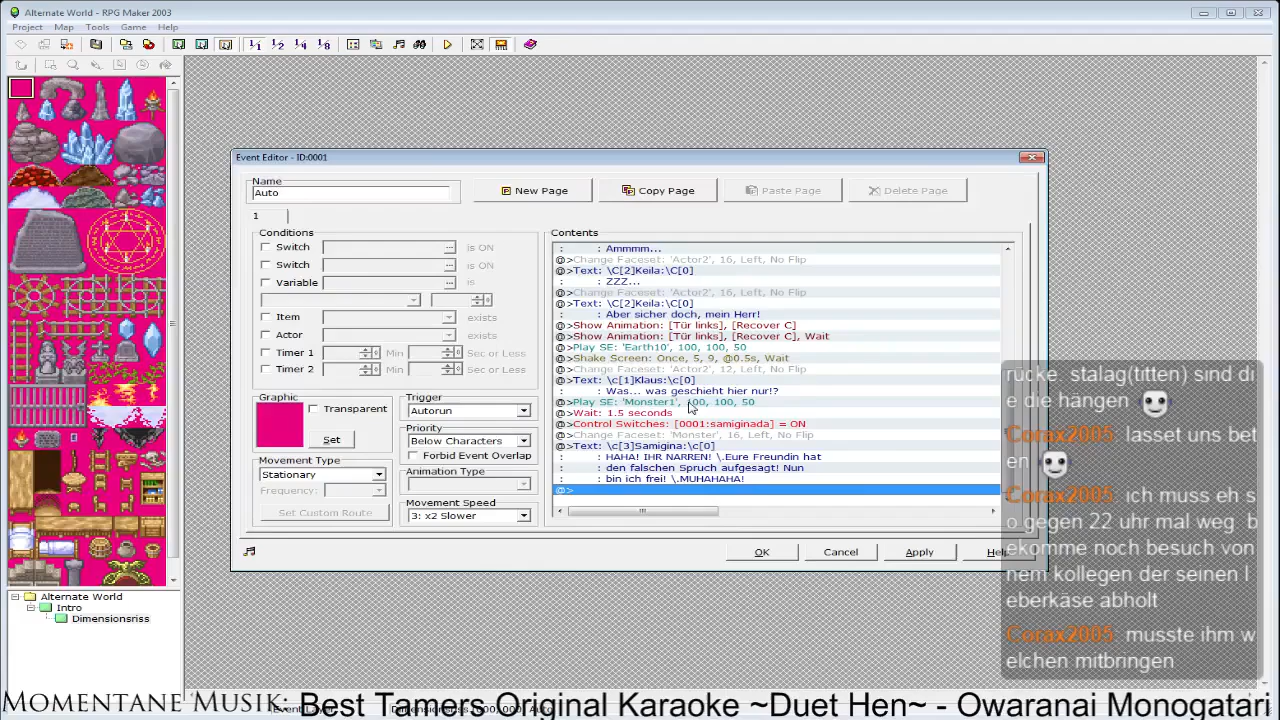 Alternate World - RPG Maker 2003
Project Map Tools Game Help
Event Editor - ID:0001
Name
Auto
New Page
Copy Page
Paste Page
Delete Page
1
Conditions
Switch ... is ON
Switch ... is ON
Variable ... is
Item exists
Actor exists
Timer 1 Min Sec or Less
Timer 2 Min Sec or Less
Graphic
Transparent
Set
Movement Type
Stationary
Frequency:
Set Custom Route
Trigger
Autorun
Priority
Below Characters
Forbid Event Overlap
Animation Type
Movement Speed
3: x2 Slower
Contents
: : Ammmm...
@>Change Faceset: 'Actor2', 16, Left, No Flip
@>Text: \C[2]Keila:\C[0]
: : ZZZ...
@>Change Faceset: 'Actor2', 16, Left, No Flip
@>Text: \C[2]Keila:\C[0]
: : Aber sicher doch, mein Herr!
@>Show Animation: [Tür links], [Recover C]
@>Show Animation: [Tür links], [Recover C], Wait
@>Play SE: 'Earth10', 100, 100, 50
@>Shake Screen: Once, 5, 9, @0.5s, Wait
@>Change Faceset: 'Actor2', 12, Left, No Flip
@>Text: \c[1]Klaus:\c[0]
: : Was... was geschieht hier nur!?
@>Play SE: 'Monster1', 100, 100, 50
@>Wait: 1.5 seconds
@>Control Switches: [0001:samiginada] = ON
@>Change Faceset: 'Monster', 16, Left, No Flip
@>Text: \c[3]Samigina:\c[0]
: : HAHA! IHR NARREN! \.Eure Freundin hat
: : den falschen Spruch aufgesagt! Nun
: : bin ich frei! \.MUHAHAHA!
@>
OK
Cancel
Apply
Help
Alternate World
Intro
Dimensionsriss
rücke_stalag(titten) sind di
e die hängen
Corax2005: lasset uns bet
en
Corax2005: ich muss eh s
o gegen 22 uhr mal weg, b
ekomme noch besuch von
nem kollegen der seinen l
eberkäse abholt
Corax2005: musste ihm w
elchen mitbringen
Momentane Musik: Best Tamers Original Karaoke ~Duet Hen~ - Owaranai Monogatari